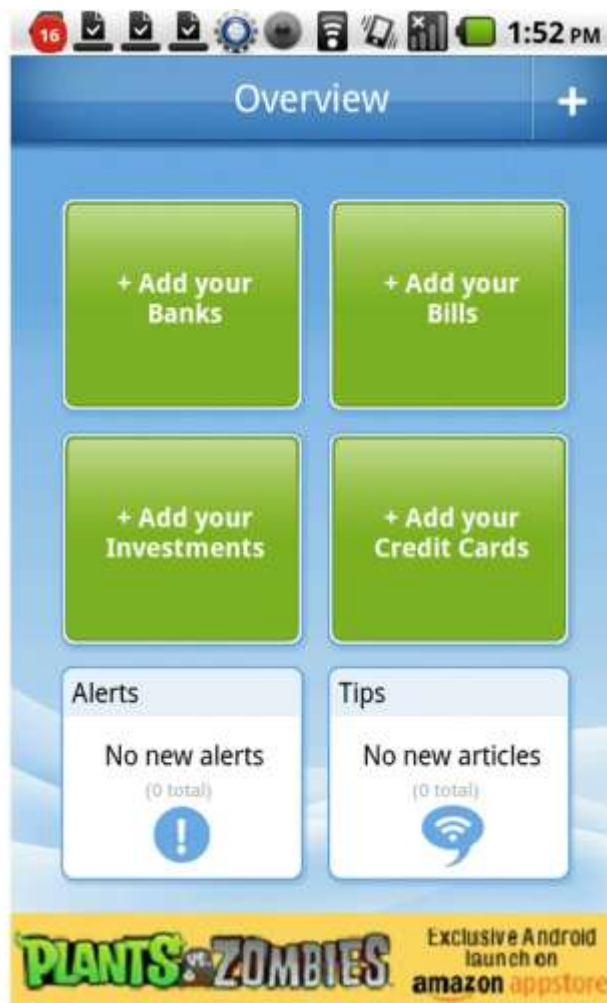 16
1:52 PM
Overview
+
+ Add your
Banks
+ Add your
Bills
+ Add your
Investments
+ Add your
Credit Cards
Alerts
No new alerts
(0 total)
!
Tips
No new articles
(0 total)
PLANTS vs. ZOMBIES
Exclusive Android
launch on
amazon appstore